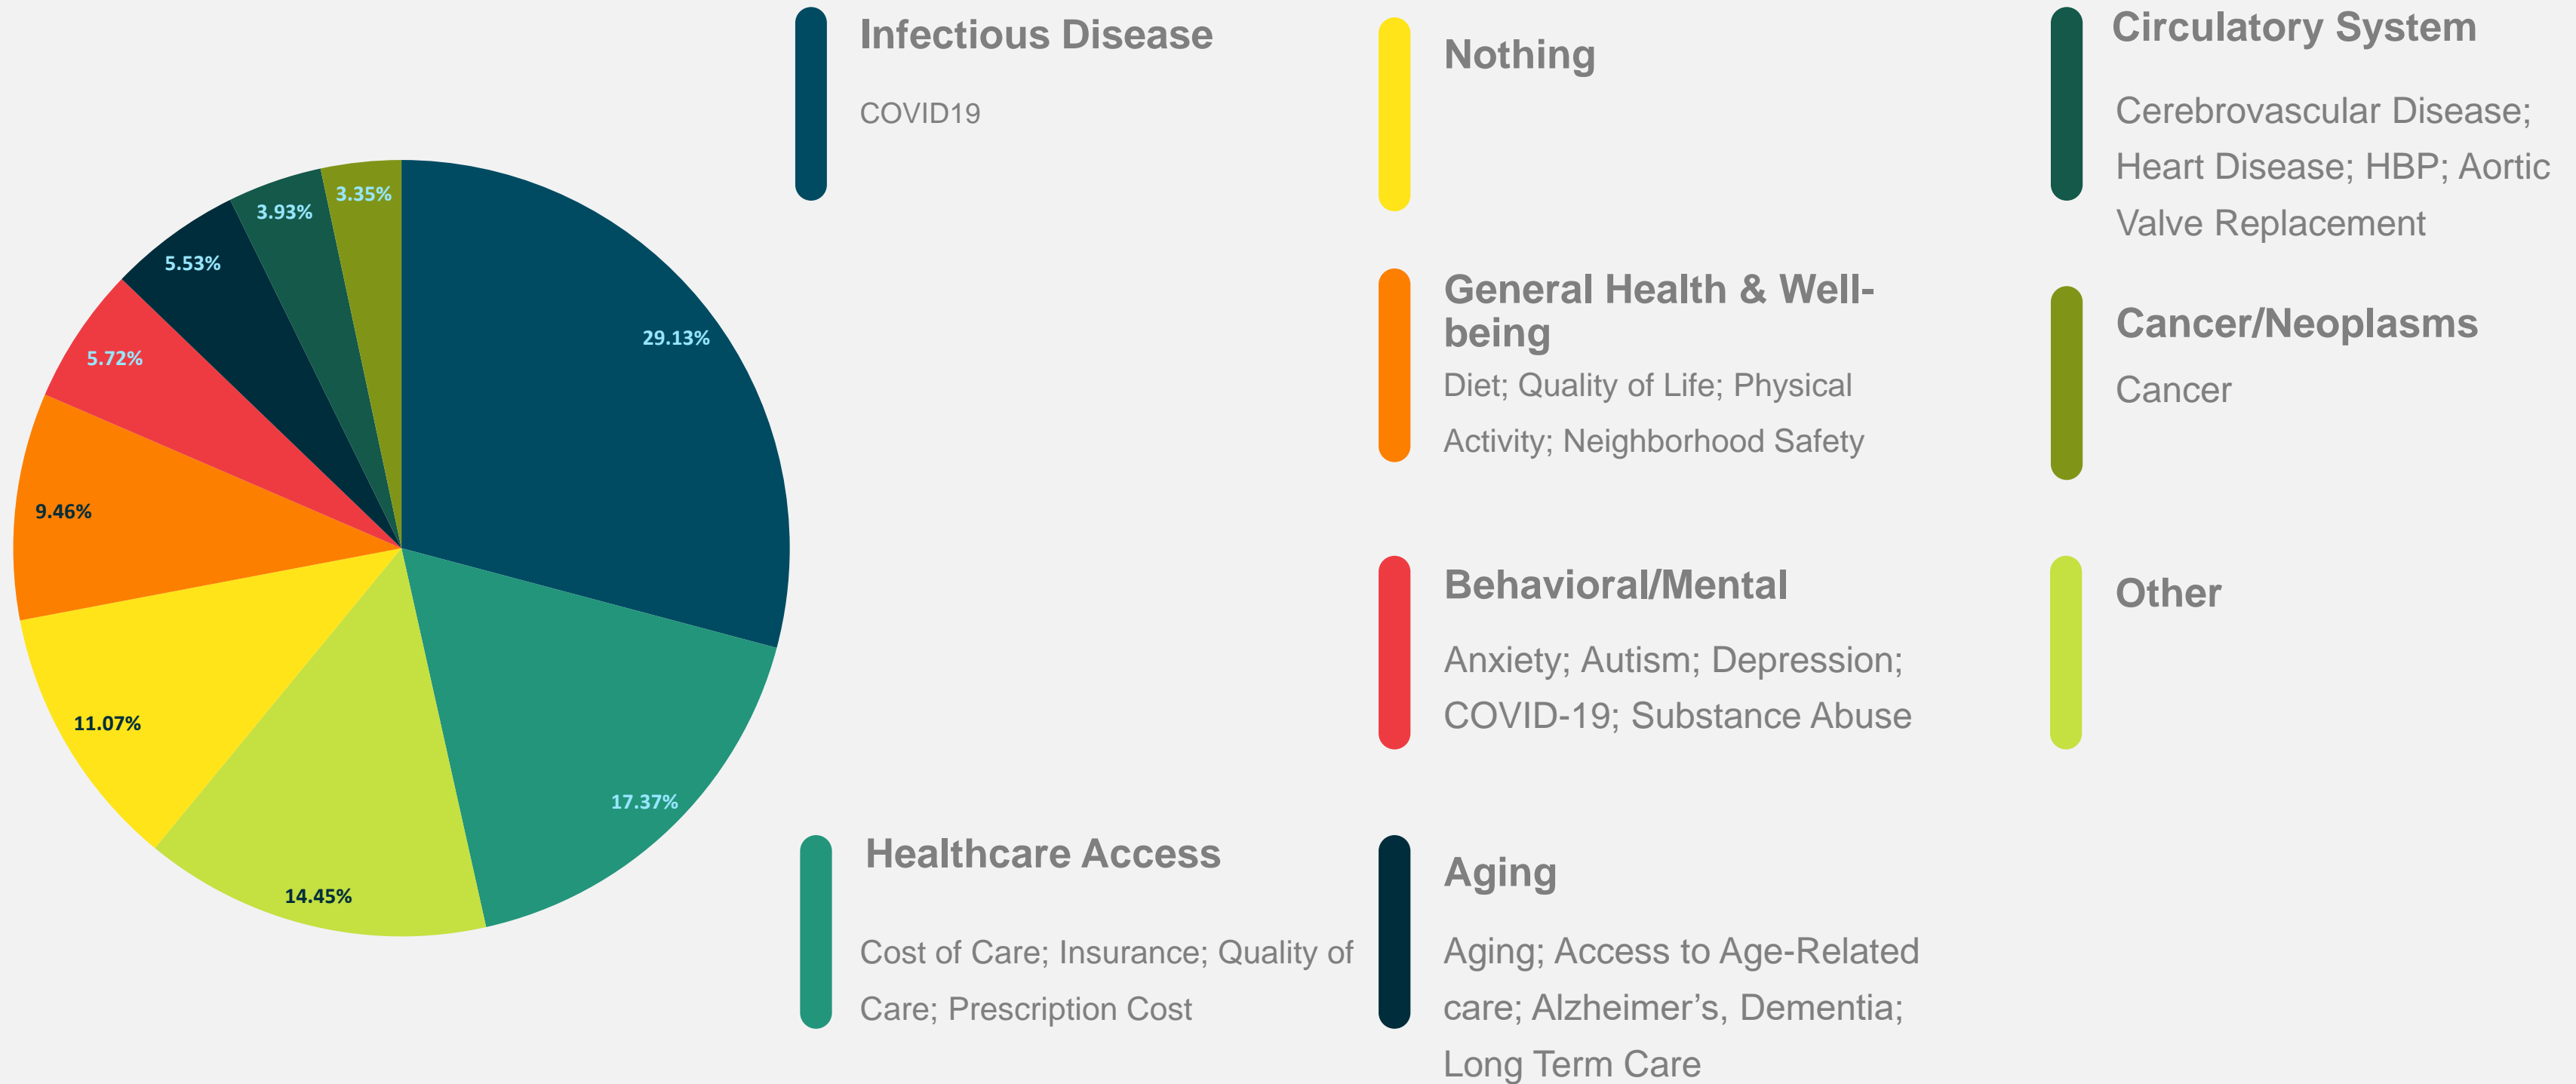 3.35%
3.93%
5.53%
5.72%
9.46%
11.07%
14.45%
17.37%
29.13%
Infectious Disease
COVID19
Healthcare Access
Cost of Care; Insurance; Quality of
Care; Prescription Cost
Nothing
General Health & Well-
being
Diet; Quality of Life; Physical
Activity; Neighborhood Safety
Behavioral/Mental
Anxiety; Autism; Depression;
COVID-19; Substance Abuse
Aging
Aging; Access to Age-Related
care; Alzheimer’s, Dementia;
Long Term Care
Circulatory System
Cerebrovascular Disease;
Heart Disease; HBP; Aortic
Valve Replacement
Cancer/Neoplasms
Cancer
Other